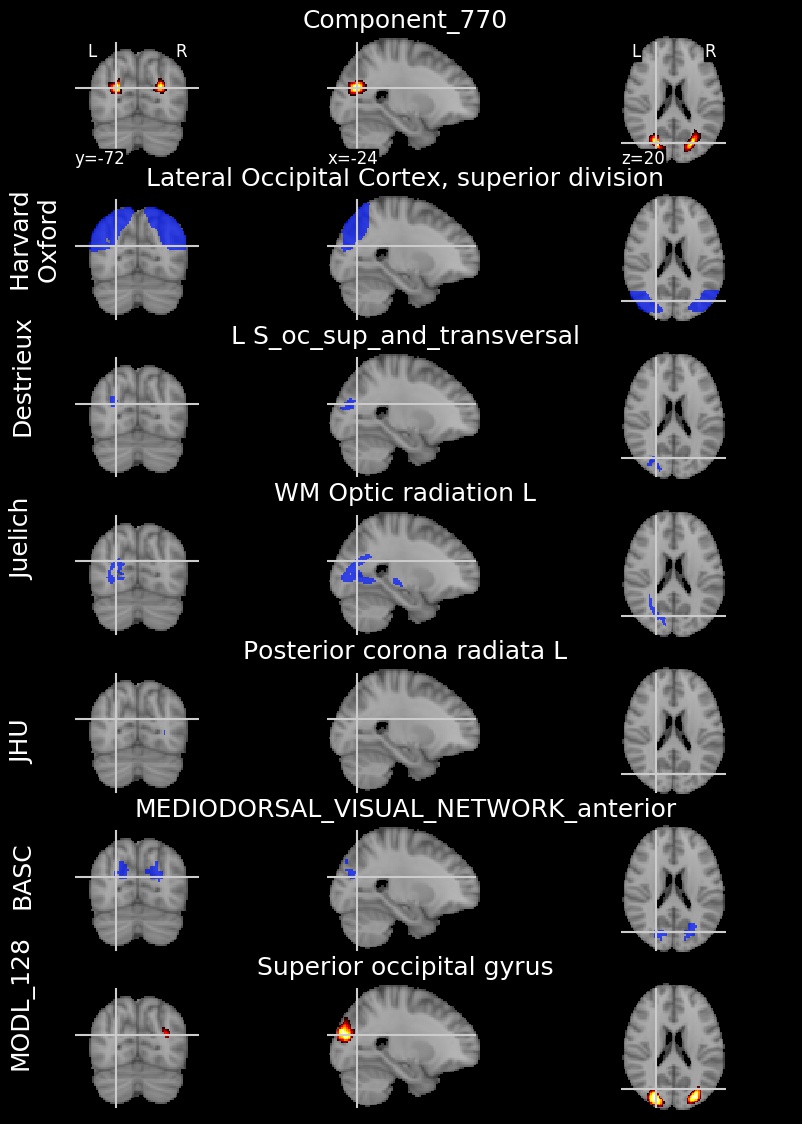 Component_770
L R L R
y=-72 x=-24 z=20
Lateral Occipital Cortex, superior division
Harvard
Oxford
L S_oc_sup_and_transversal
Destrieux
WM Optic radiation L
Juelich
Posterior corona radiata L
JHU
MEDIODORSAL_VISUAL_NETWORK_anterior
BASC
Superior occipital gyrus
MODL_128